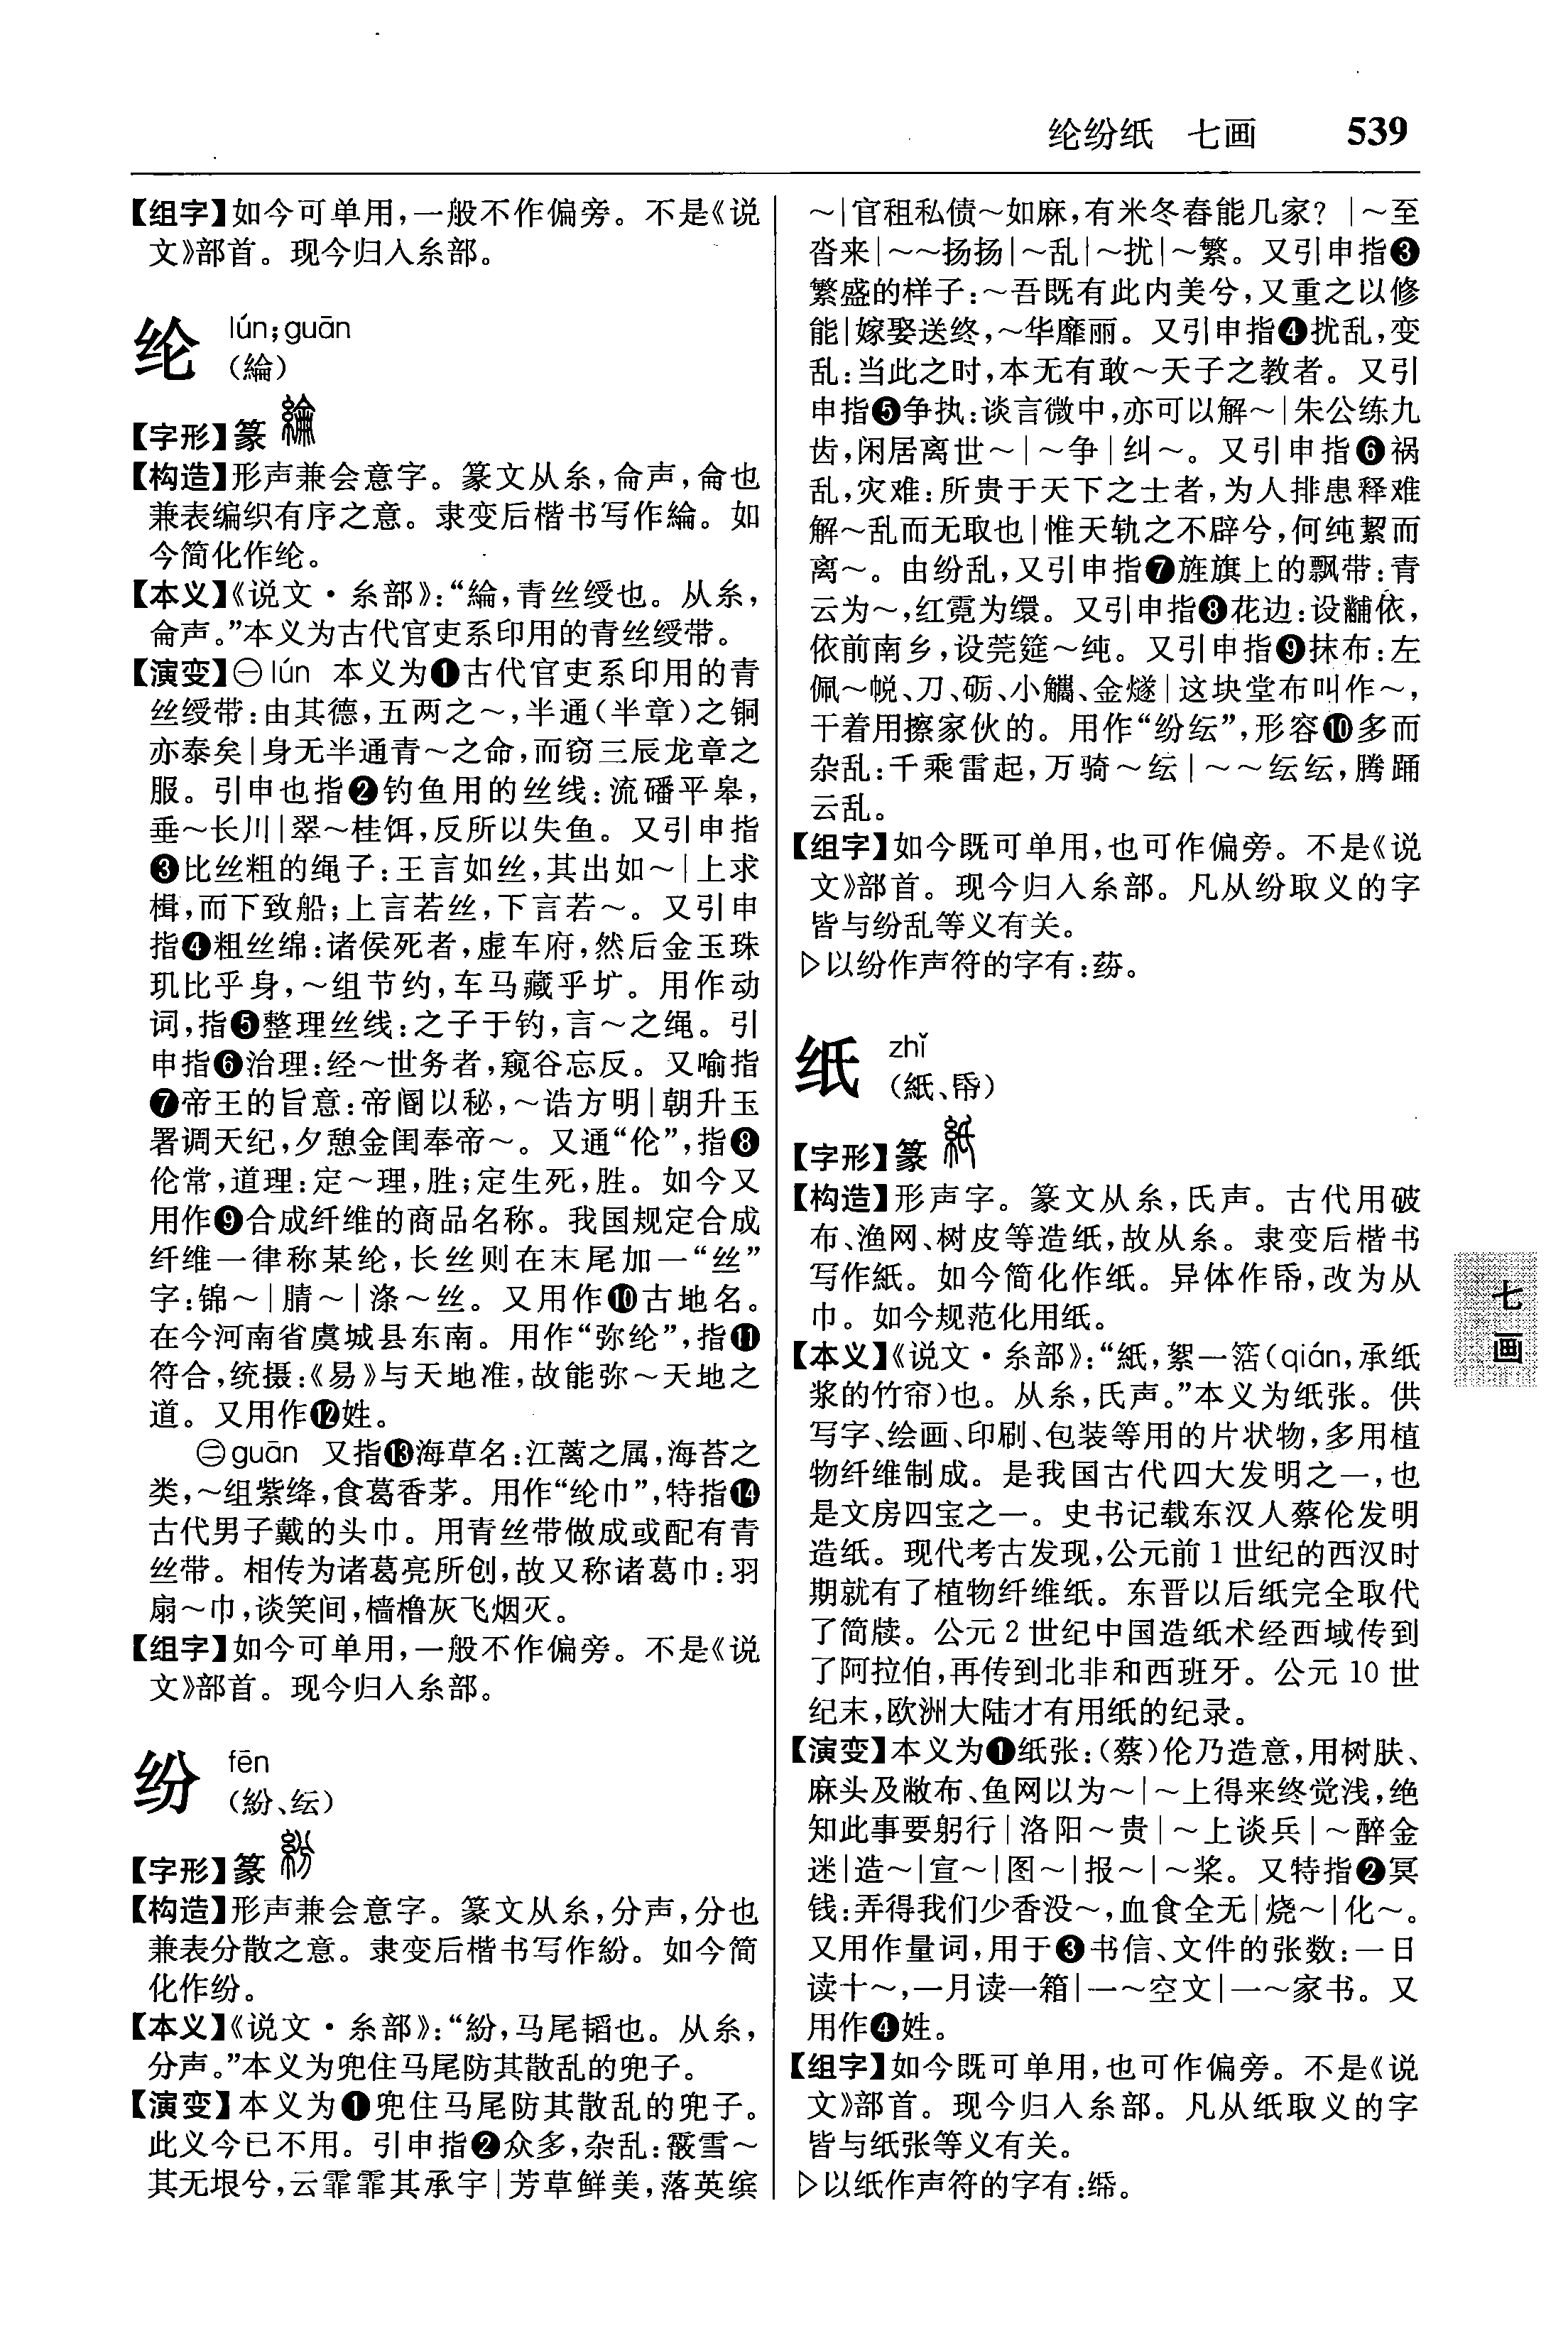 纶纷纸 七画 539
【组字】如今可单用,一般不作偏旁。不是《说
文》部首。现今归入糸部。
纶 lún;guān
(綸)
【字形】篆
【构造】形声兼会意字。篆文从糸,侖声,侖也
兼表编织有序之意。隶变后楷书写作綸。如
今简化作纶。
【本义】《说文·糸部》:“綸,青丝绶也。从糸,
侖声。”本义为古代官吏系印用的青丝绶带。
【演变】㊀lún 本义为❶古代官吏系印用的青
丝绶带:由其德,五两之～,半通(半章)之铜
亦泰矣|身无半通青～之命,而窃三辰龙章之
服。引申也指❷钓鱼用的丝线:流磻平皋,
垂～长川|翠～桂饵,反所以失鱼。又引申指
❸比丝粗的绳子:王言如丝,其出如～|上求
楫,而下致船;上言若丝,下言若～。又引申
指❹粗丝绵:诸侯死者,虚车府,然后金玉珠
玑比乎身,～组节约,车马藏乎圹。用作动
词,指❺整理丝线:之子于钓,言～之绳。引
申指❻治理:经～世务者,窥谷忘反。又喻指
❼帝王的旨意:帝阍以秘,～诰方明|朝升玉
署调天纪,夕憩金闺奉帝～。又通“伦”,指❽
伦常,道理:定～理,胜;定生死,胜。如今又
用作❾合成纤维的商品名称。我国规定合成
纤维一律称某纶,长丝则在末尾加一“丝”
字:锦～|腈～|涤～丝。又用作❿古地名。
在今河南省虞城县东南。用作“弥纶”,指⓫
符合,统摄:《易》与天地准,故能弥～天地之
道。又用作⓬姓。
㊁guān 又指⓭海草名:江蓠之属,海苔之
类,～组紫绛,食葛香茅。用作“纶巾”,特指⓮
古代男子戴的头巾。用青丝带做成或配有青
丝带。相传为诸葛亮所创,故又称诸葛巾:羽
扇～巾,谈笑间,樯橹灰飞烟灭。
【组字】如今可单用,一般不作偏旁。不是《说
文》部首。现今归入糸部。
纷 fēn
(紛、纭)
【字形】篆
【构造】形声兼会意字。篆文从糸,分声,分也
兼表分散之意。隶变后楷书写作紛。如今简
化作纷。
【本义】《说文·糸部》:“紛,马尾韬也。从糸,
分声。”本义为兜住马尾防其散乱的兜子。
【演变】本义为❶兜住马尾防其散乱的兜子。
此义今已不用。引申指❷众多,杂乱:霰雪～
其无垠兮,云霏霏其承宇|芳草鲜美,落英缤
～|官租私债～如麻,有米冬舂能几家? |～至
沓来|～～扬扬|～乱|～扰|～繁。又引申指❸
繁盛的样子:～吾既有此内美兮,又重之以修
能|嫁娶送终,～华靡丽。又引申指❹扰乱,变
乱:当此之时,本无有敢～天子之教者。又引
申指❺争执:谈言微中,亦可以解～|朱公练九
齿,闲居离世～|～争|纠～。又引申指❻祸
乱,灾难:所贵于天下之士者,为人排患释难
解～乱而无取也|惟天轨之不辟兮,何纯絜而
离～。由纷乱,又引申指❼旌旗上的飘带:青
云为～,红霓为缳。又引申指❽花边:设黼依,
依前南乡,设莞筵～纯。又引申指❾抹布:左
佩～帨、刀、砺、小觿、金燧|这块堂布叫作～,
干着用擦家伙的。用作“纷纭”,形容❿多而
杂乱:千乘雷起,万骑～纭|～～纭纭,腾踊
云乱。
【组字】如今既可单用,也可作偏旁。不是《说
文》部首。现今归入糸部。凡从纷取义的字
皆与纷乱等义有关。
▷以纷作声符的字有:蒶。
纸 zhǐ
(紙、帋)
【字形】篆
【构造】形声字。篆文从糸,氏声。古代用破
布、渔网、树皮等造纸,故从糸。隶变后楷书
写作紙。如今简化作纸。异体作帋,改为从
巾。如今规范化用纸。
【本义】《说文·糸部》:“紙,絮一箈(qián,承纸
浆的竹帘)也。从糸,氏声。”本义为纸张。供
写字、绘画、印刷、包装等用的片状物,多用植
物纤维制成。是我国古代四大发明之一,也
是文房四宝之一。史书记载东汉人蔡伦发明
造纸。现代考古发现,公元前1世纪的西汉时
期就有了植物纤维纸。东晋以后纸完全取代
了简牍。公元2世纪中国造纸术经西域传到
了阿拉伯,再传到北非和西班牙。公元10世
纪末,欧洲大陆才有用纸的纪录。
【演变】本义为❶纸张:(蔡)伦乃造意,用树肤、
麻头及敝布、鱼网以为～|～上得来终觉浅,绝
知此事要躬行|洛阳～贵|～上谈兵|～醉金
迷|造～|宣～|图～|报～|～桨。又特指❷冥
钱:弄得我们少香没～,血食全无|烧～|化～。
又用作量词,用于❸书信、文件的张数:一日
读十～,一月读一箱|一～空文|一～家书。又
用作❹姓。
【组字】如今既可单用,也可作偏旁。不是《说
文》部首。现今归入糸部。凡从纸取义的字
皆与纸张等义有关。
▷以纸作声符的字有:𦈘。
七画